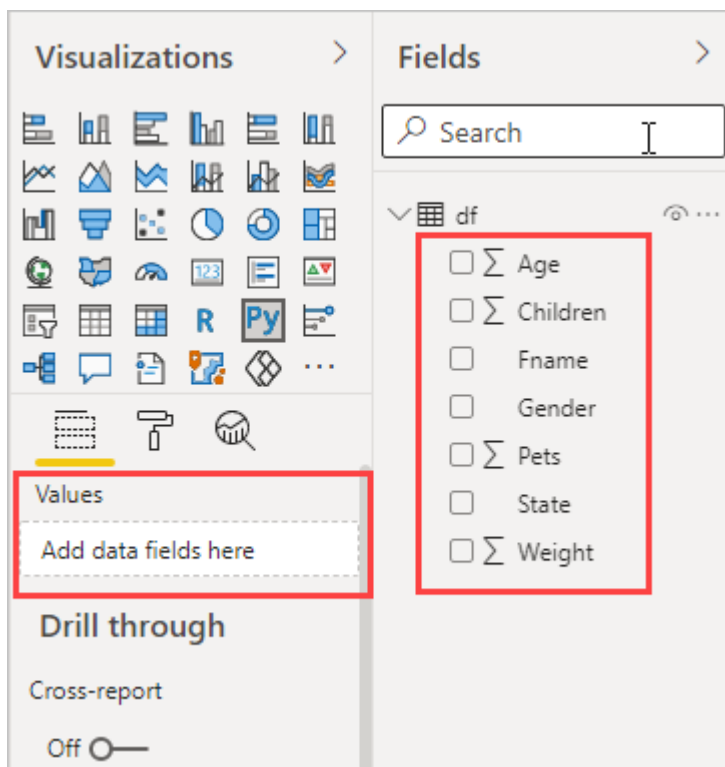 Visualizations
Fields
Search
123
R
Py
df
Age
Children
Fname
Gender
Pets
State
Weight
Values
Add data fields here
Drill through
Cross-report
Off